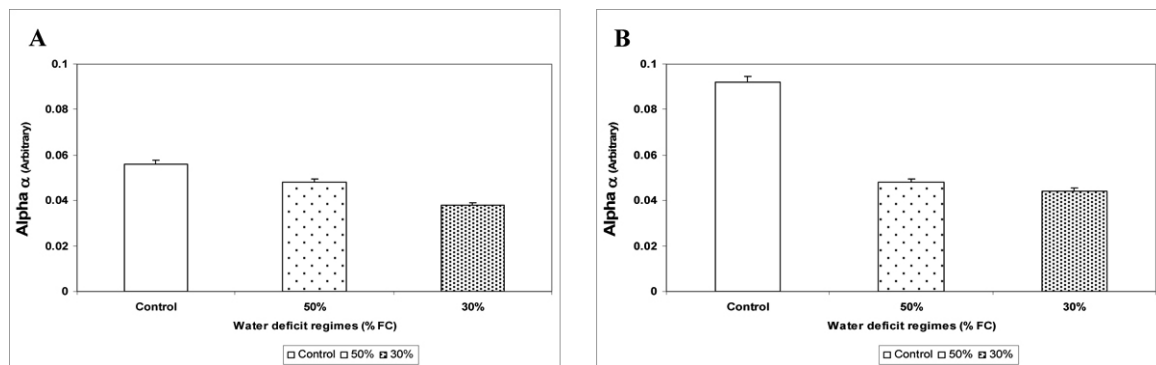 A
0.1
0.08
0.06
0.04
0.02
0
Alpha α (Arbitrary)
Control 50% 30%
Water deficit regimes (% FC)
Control 50% 30%
B
0.1
0.08
0.06
0.04
0.02
0
Alpha α (Arbitrary)
Control 50% 30%
Water deficit regimes (% FC)
Control 50% 30%